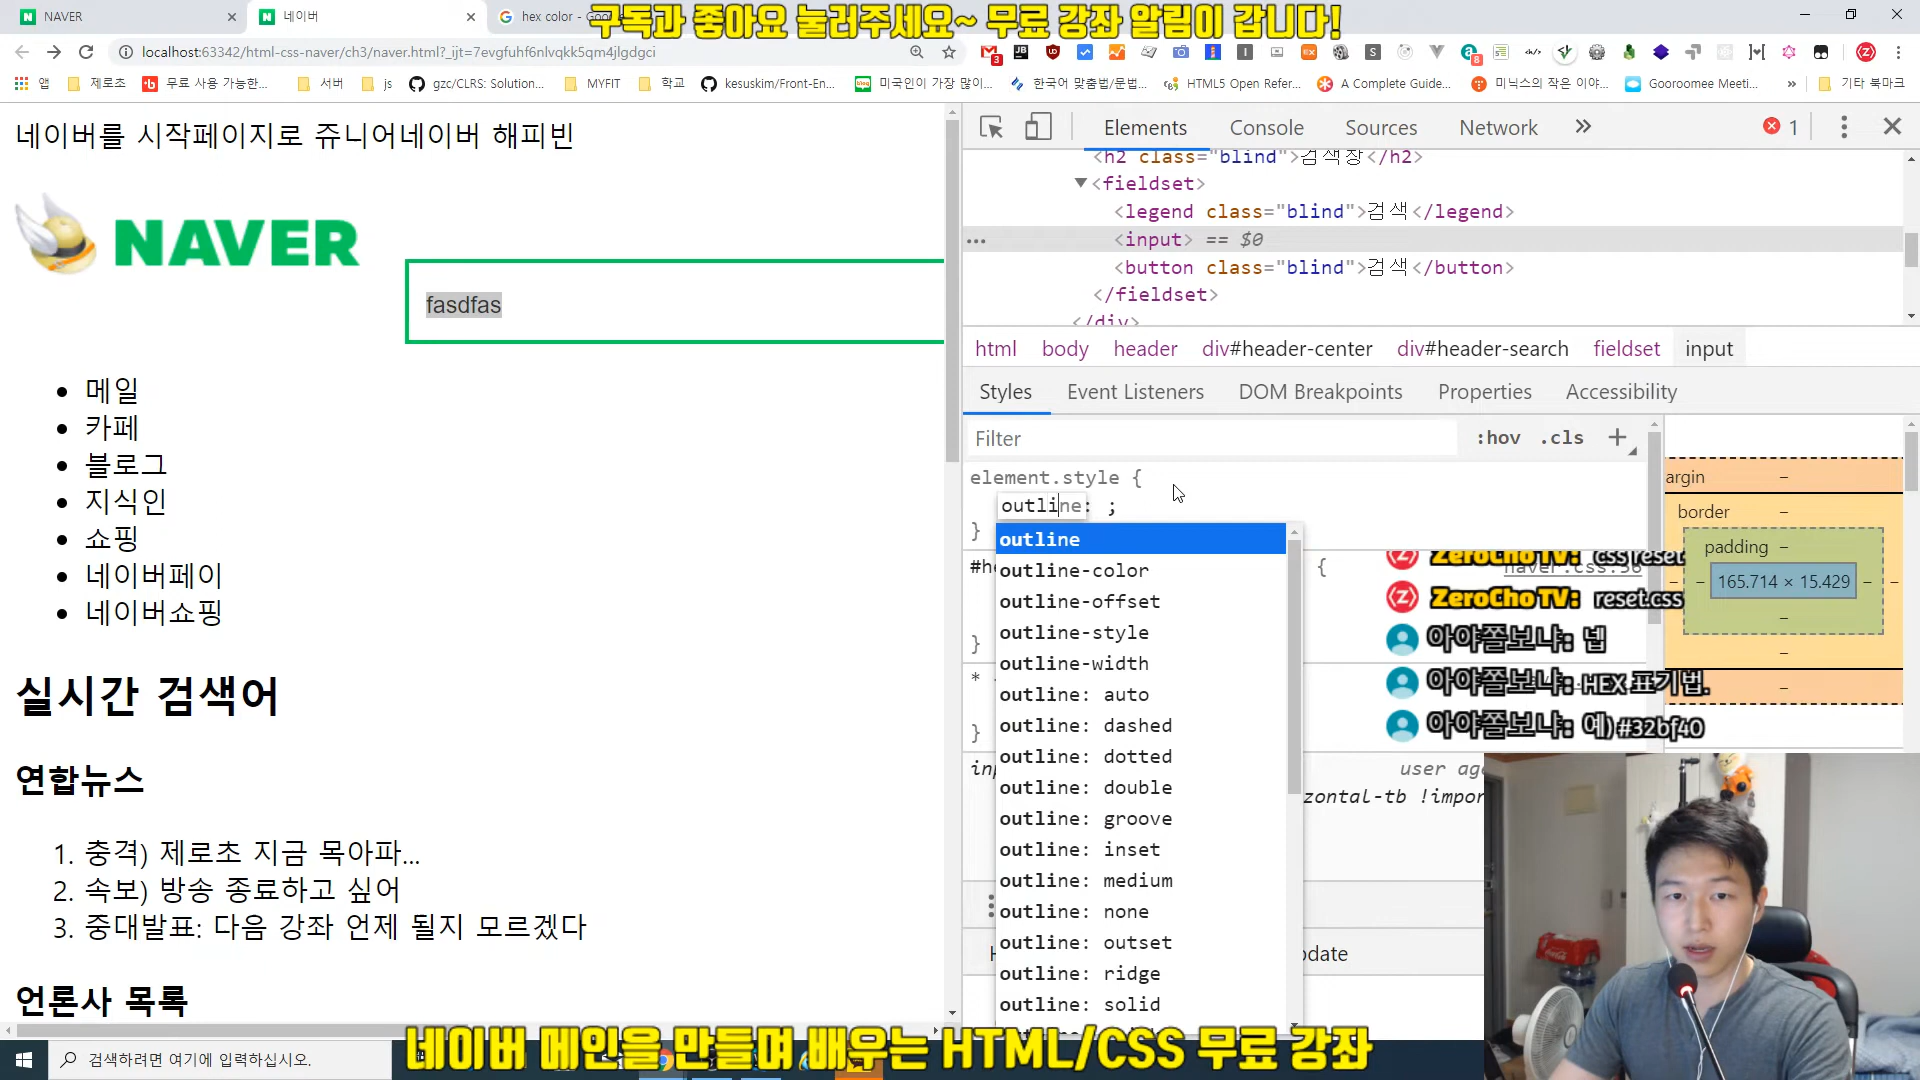 NAVER
네이버
hex color - Goo
구독과 좋아요 눌러주세요~ 무료 강좌 알림이 갑니다!
localhost:63342/html-css-naver/ch3/naver.html?_ijt=7evgfuhf6nlvqkk5qm4jlgdgci
앱
제로초
무료 사용 가능한...
서버
js
gzc/CLRS: Solution...
MYFIT
학교
kesuskim/Front-En...
미국인이 가장 많이...
한국어 맞춤법/문법...
HTML5 Open Refer...
A Complete Guide...
미닉스의 작은 이야...
Gooroomee Meeti...
기타 북마크
네이버를 시작페이지로 쥬니어네이버 해피빈
NAVER
fasdfas
메일
카페
블로그
지식인
쇼핑
네이버페이
네이버쇼핑
실시간 검색어
연합뉴스
1. 충격) 제로초 지금 목아파...
2. 속보) 방송 종료하고 싶어
3. 중대발표: 다음 강좌 언제 될지 모르겠다
언론사 목록
Elements Console Sources Network » 1
<h2 class="blind">검색창</h2>
<fieldset>
<legend class="blind">검색</legend>
<input> == $0
<button class="blind">검색</button>
</fieldset>
</div>
html body header div#header-center div#header-search fieldset input
Styles Event Listeners DOM Breakpoints Properties Accessibility
Filter :hov .cls +
element.style {
outline: ;
}
outline
outline-color
outline-offset
outline-style
outline-width
outline: auto
outline: dashed
outline: dotted
outline: double
outline: groove
outline: inset
outline: medium
outline: none
outline: outset
outline: ridge
outline: solid
#he
{
naver.css:36
}
* {
}
user age
zontal-tb !impor
argin –
border –
padding –
165.714 × 15.429
ZeroCho TV: css reset
ZeroCho TV: reset.css
아야쫄보냐: 넵
아야쫄보냐: HEX 표기법.
아야쫄보냐: 예) #32bf40
검색하려면 여기에 입력하십시오.
네이버 메인을 만들며 배우는 HTML/CSS 무료 강좌